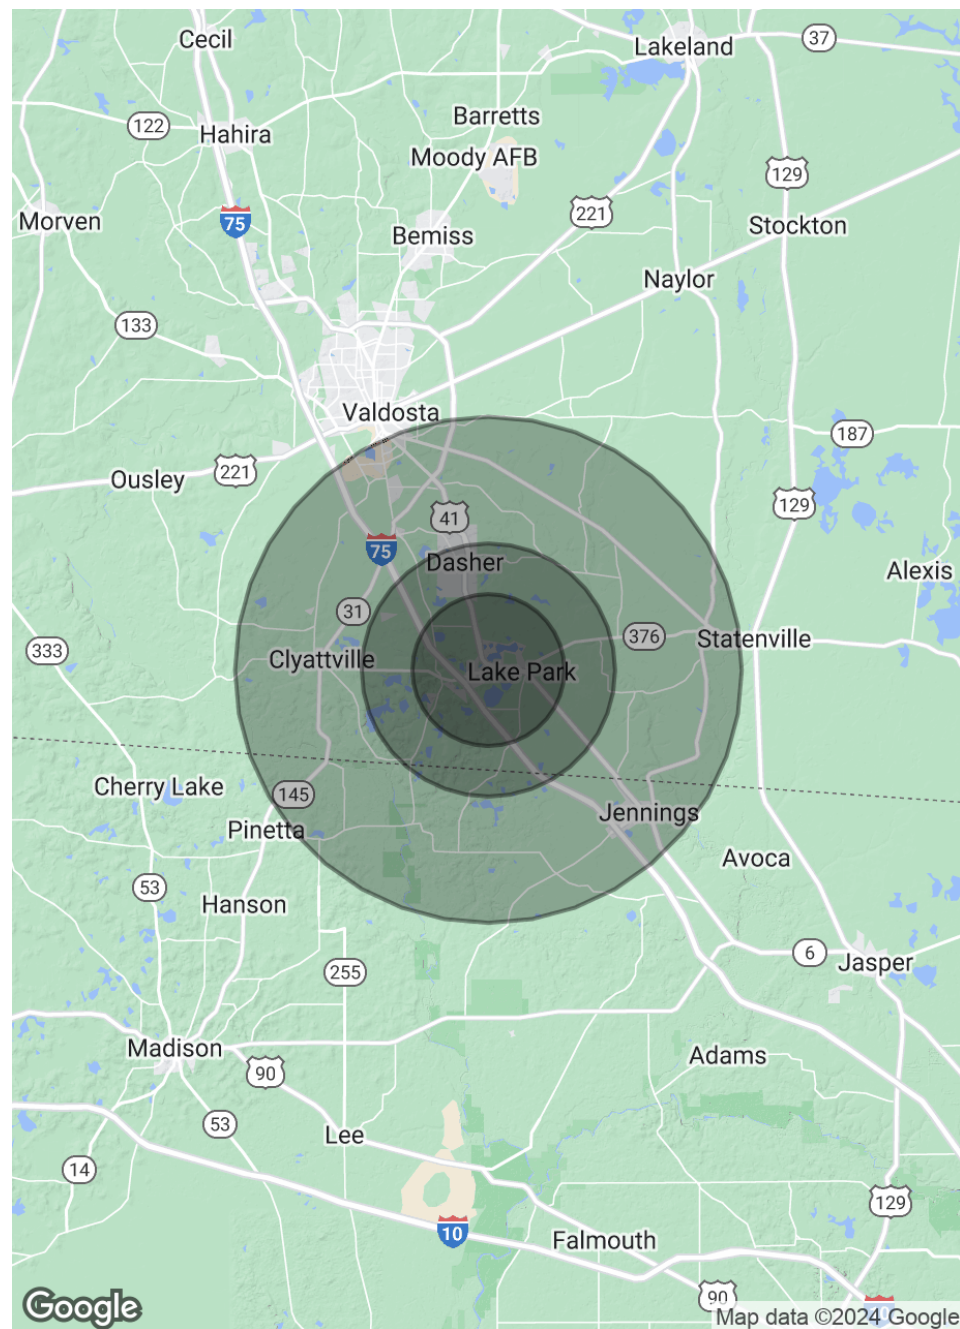 Cecil
Lakeland
37
Barretts
122
Hahira
Moody AFB
129
221
Morven
75
Stockton
Bemiss
Naylor
133
Valdosta
187
Ousley
221
129
41
75
Dasher
Alexis
31
376
Statenville
333
Clyattville
Lake Park
Cherry Lake
145
Jennings
Pinetta
Avoca
53
Hanson
6
Jasper
255
Madison
Adams
90
53
Lee
14
129
10
Falmouth
90
Google
Map data ©2024 Google